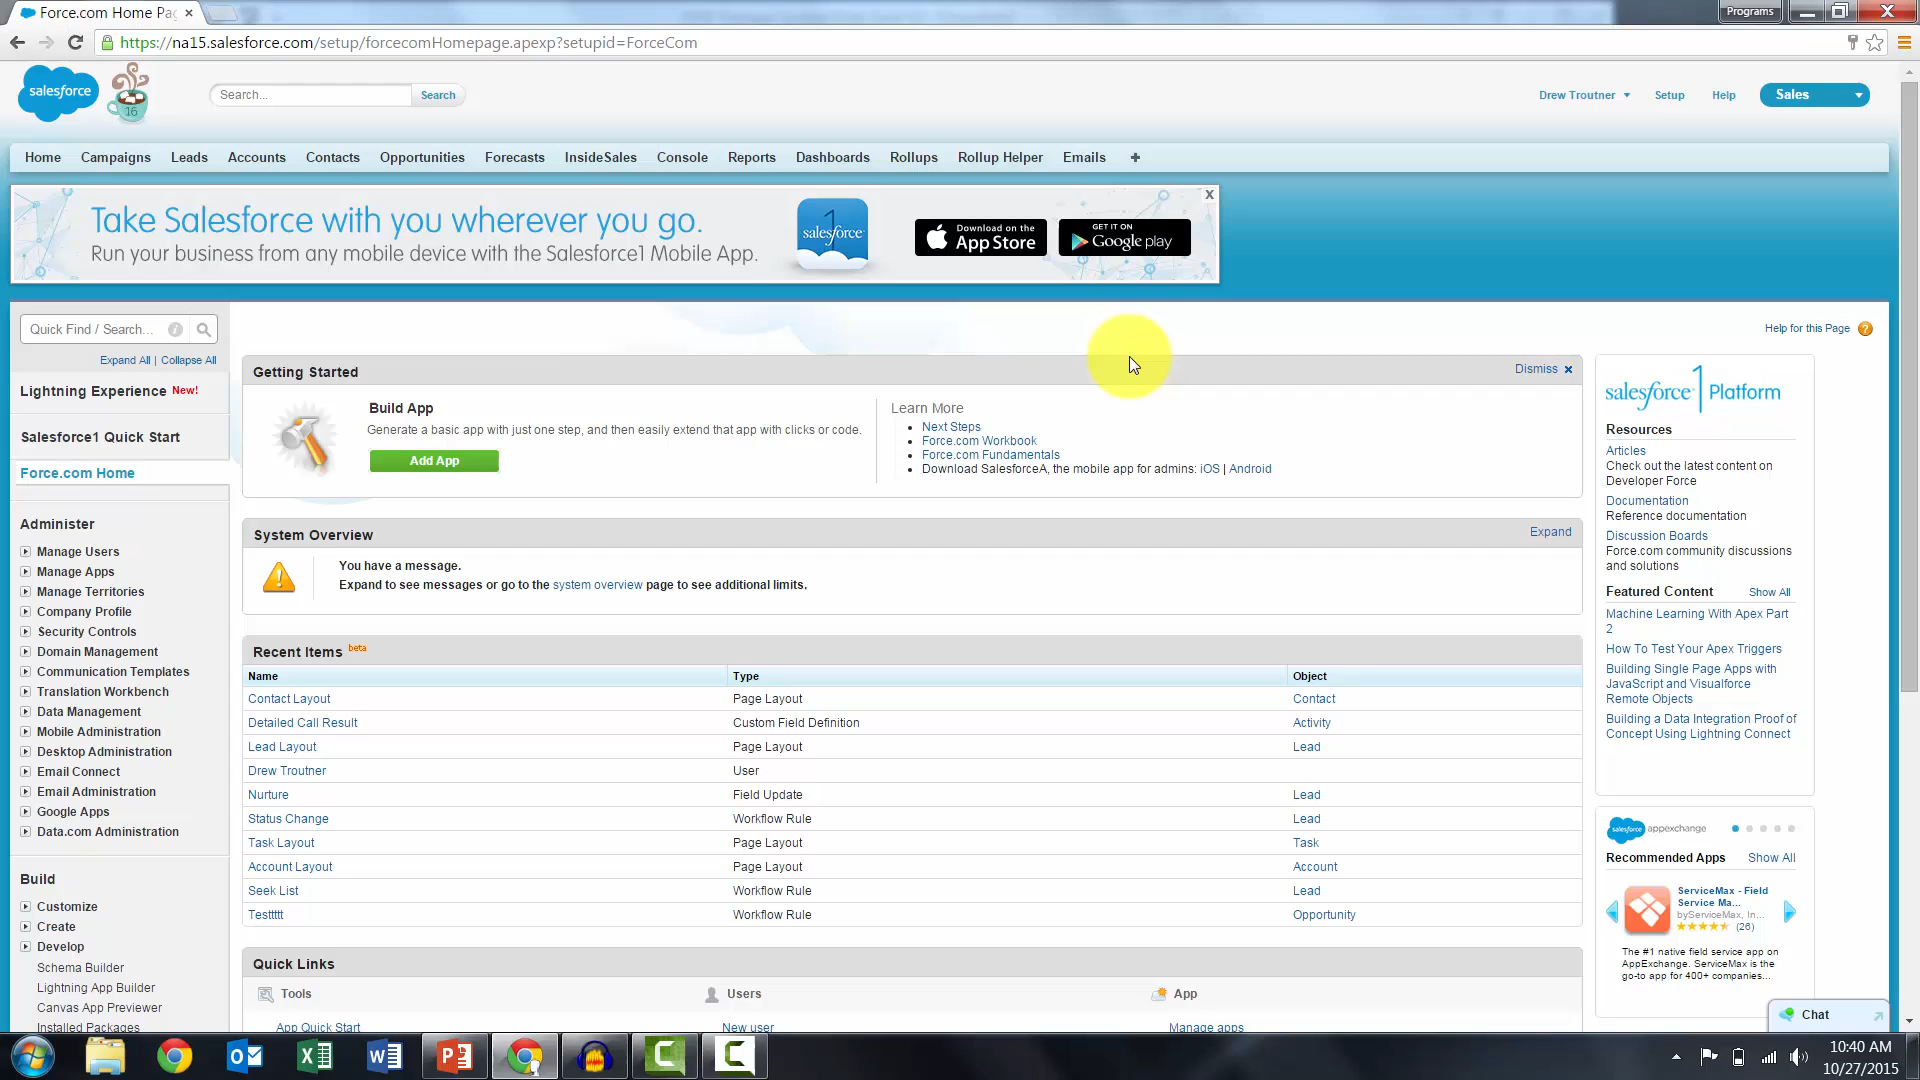 Force.com Home Pa
Programs
https://na15.salesforce.com/setup/forcecomHomepage.apexp?setupid=ForceCom
salesforce
16
Search...
Search
Drew Troutner
Setup
Help
Sales
Home
Campaigns
Leads
Accounts
Contacts
Opportunities
Forecasts
InsideSales
Console
Reports
Dashboards
Rollups
Rollup Helper
Emails
+
Take Salesforce with you wherever you go.
Run your business from any mobile device with the Salesforce1 Mobile App.
1
salesforce
Download on the
App Store
GET IT ON
Google play
X
Quick Find / Search...
Expand All | Collapse All
Lightning Experience New!
Salesforce1 Quick Start
Force.com Home
Administer
Manage Users
Manage Apps
Manage Territories
Company Profile
Security Controls
Domain Management
Communication Templates
Translation Workbench
Data Management
Mobile Administration
Desktop Administration
Email Connect
Email Administration
Google Apps
Data.com Administration
Build
Customize
Create
Develop
Schema Builder
Lightning App Builder
Canvas App Previewer
Installed Packages
Help for this Page ?
Getting Started
Dismiss
Build App
Generate a basic app with just one step, and then easily extend that app with clicks or code.
Add App
Learn More
Next Steps
Force.com Workbook
Force.com Fundamentals
Download SalesforceA, the mobile app for admins: iOS | Android
System Overview
Expand
You have a message.
Expand to see messages or go to the system overview page to see additional limits.
Recent Items beta
Name Type Object
Contact Layout Page Layout Contact
Detailed Call Result Custom Field Definition Activity
Lead Layout Page Layout Lead
Drew Troutner User
Nurture Field Update Lead
Status Change Workflow Rule Lead
Task Layout Page Layout Task
Account Layout Page Layout Account
Seek List Workflow Rule Lead
Testtttt Workflow Rule Opportunity
Quick Links
Tools Users App
App Quick Start New user Manage apps
salesforce1 Platform
Resources
Articles
Check out the latest content on
Developer Force
Documentation
Reference documentation
Discussion Boards
Force.com community discussions
and solutions
Featured Content Show All
Machine Learning With Apex Part
2
How To Test Your Apex Triggers
Building Single Page Apps with
JavaScript and Visualforce
Remote Objects
Building a Data Integration Proof of
Concept Using Lightning Connect
salesforce appexchange
Recommended Apps Show All
ServiceMax - Field
Service Ma...
byServiceMax, In...
(26)
The #1 native field service app on
AppExchange. ServiceMax is the
go-to app for 400+ companies...
Chat
10:40 AM
10/27/2015